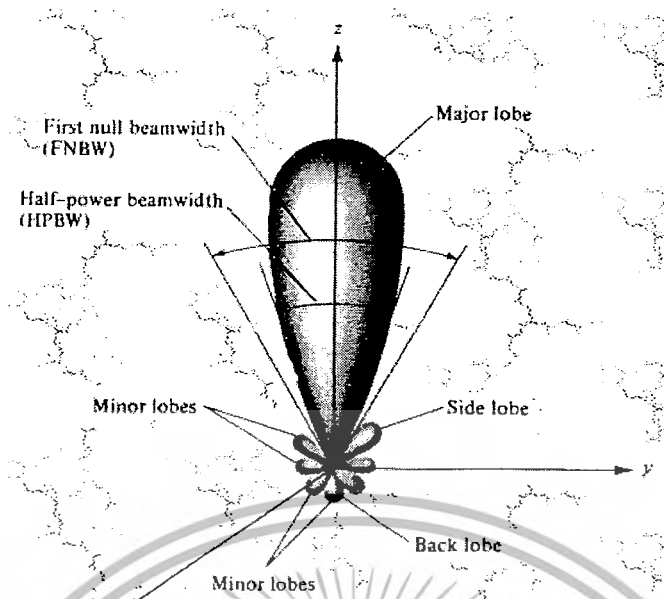 z
First null beamwidth
(FNBW)
Major lobe
Half-power beamwidth
(HPBW)
Minor lobes
Side lobe
y
Back lobe
Minor lobes